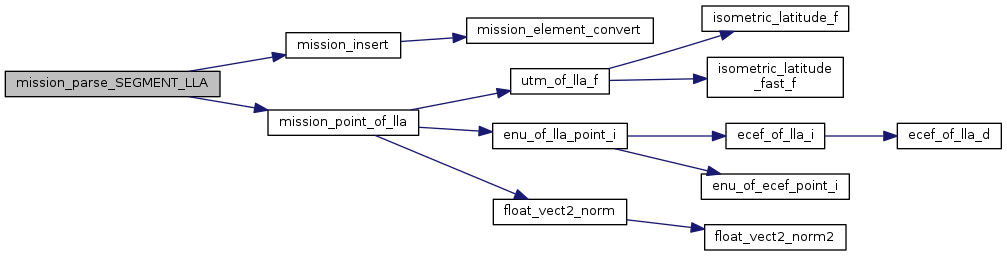 mission_parse_SEGMENT_LLA
mission_insert
mission_element_convert
mission_point_of_lla
utm_of_lla_f
isometric_latitude_f
isometric_latitude
_fast_f
enu_of_lla_point_i
ecef_of_lla_i
ecef_of_lla_d
enu_of_ecef_point_i
float_vect2_norm
float_vect2_norm2